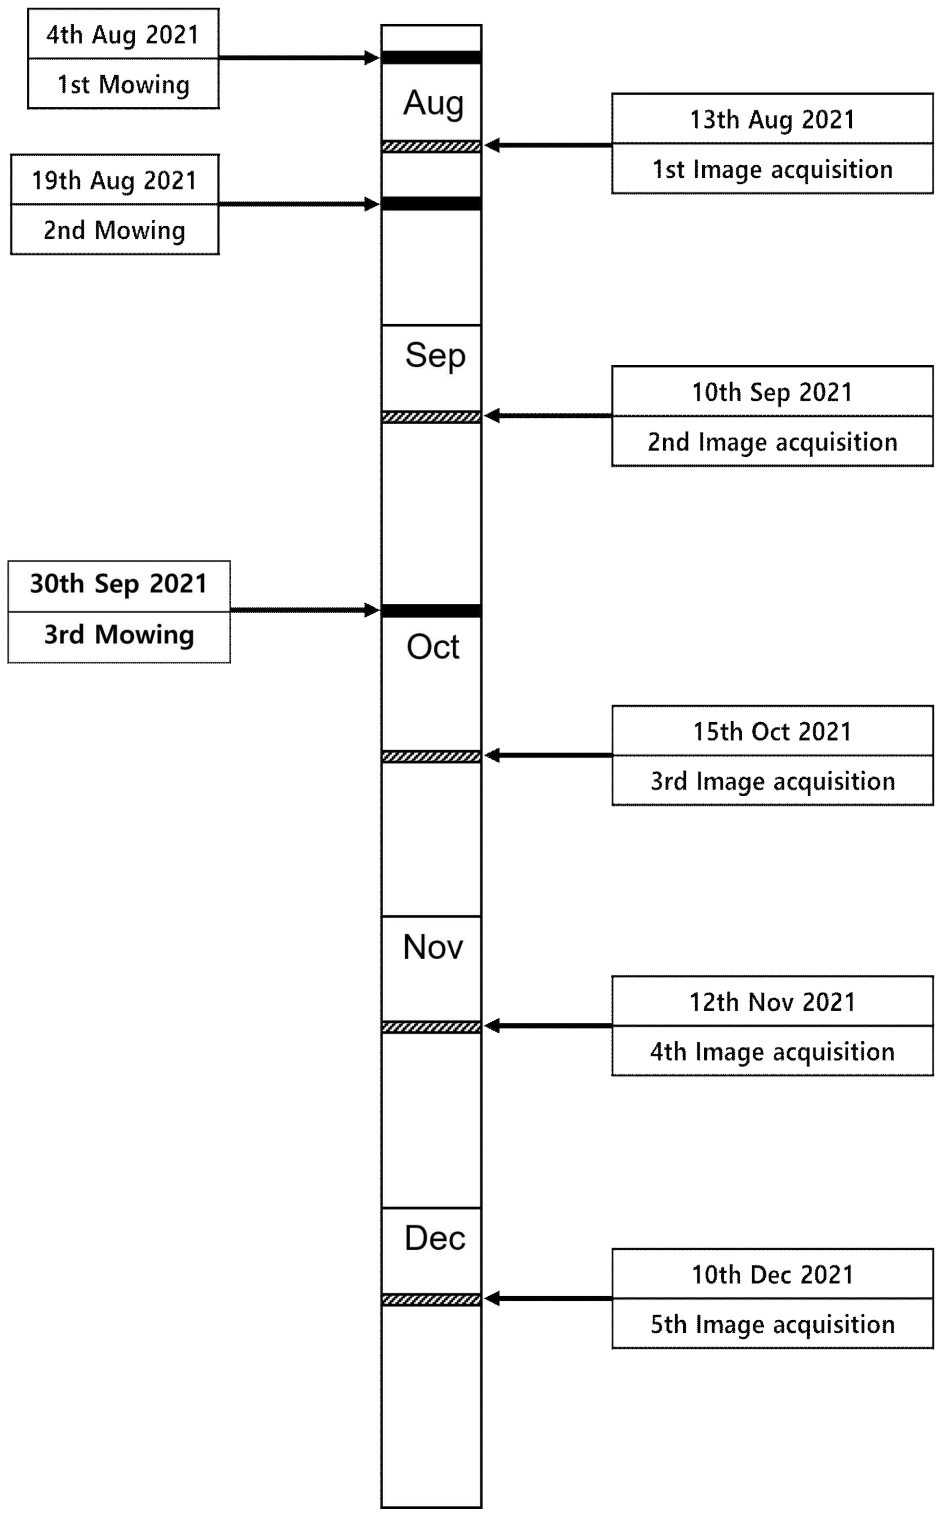 4th Aug 2021
1st Mowing
Aug
13th Aug 2021
1st Image acquisition
19th Aug 2021
2nd Mowing
Sep
10th Sep 2021
2nd Image acquisition
30th Sep 2021
3rd Mowing
Oct
15th Oct 2021
3rd Image acquisition
Nov
12th Nov 2021
4th Image acquisition
Dec
10th Dec 2021
5th Image acquisition